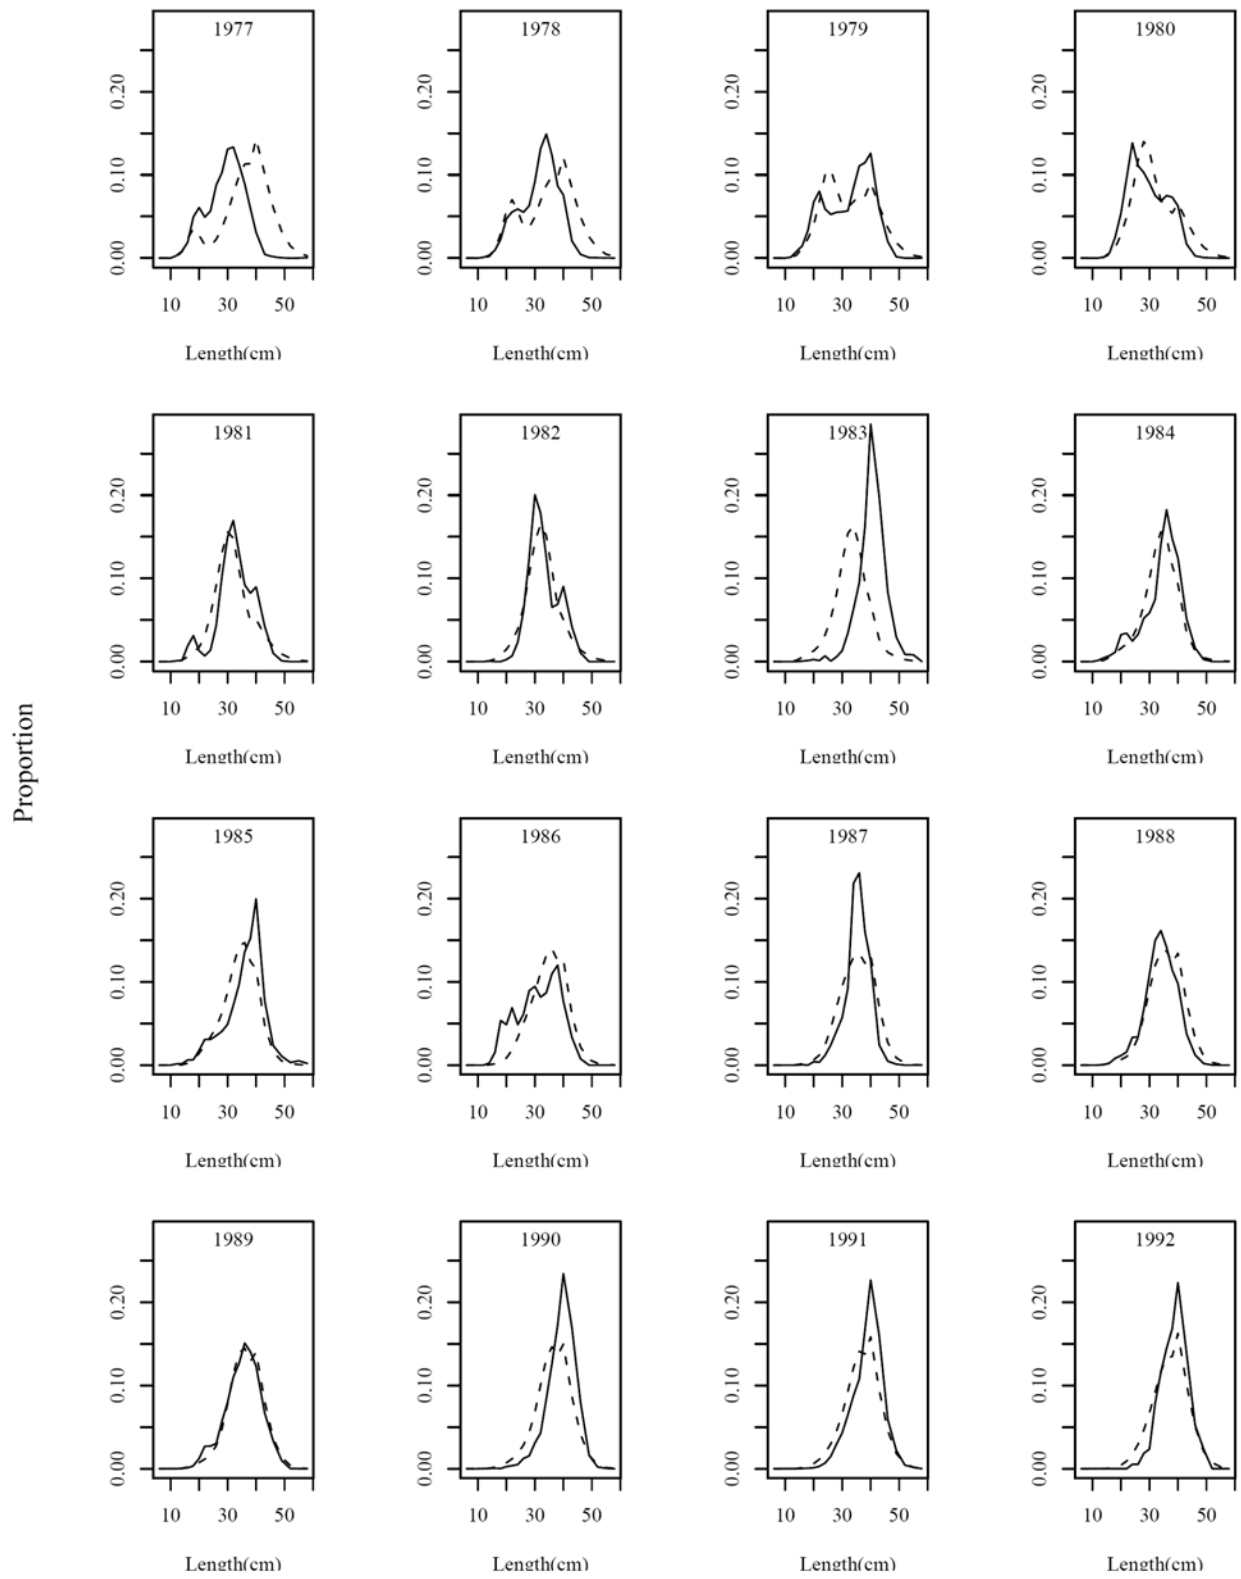 1977 1978 1979 1980
0.00 0.10 0.20 0.00 0.10 0.20 0.00 0.10 0.20 0.00 0.10 0.20
10 30 50 10 30 50 10 30 50 10 30 50
Length(cm) Length(cm) Length(cm) Length(cm)
1981 1982 1983 1984
0.00 0.10 0.20 0.00 0.10 0.20 0.00 0.10 0.20 0.00 0.10 0.20
10 30 50 10 30 50 10 30 50 10 30 50
Length(cm) Length(cm) Length(cm) Length(cm)
Proportion
1985 1986 1987 1988
0.00 0.10 0.20 0.00 0.10 0.20 0.00 0.10 0.20 0.00 0.10 0.20
10 30 50 10 30 50 10 30 50 10 30 50
Length(cm) Length(cm) Length(cm) Length(cm)
1989 1990 1991 1992
0.00 0.10 0.20 0.00 0.10 0.20 0.00 0.10 0.20 0.00 0.10 0.20
10 30 50 10 30 50 10 30 50 10 30 50
Length(cm) Length(cm) Length(cm) Length(cm)